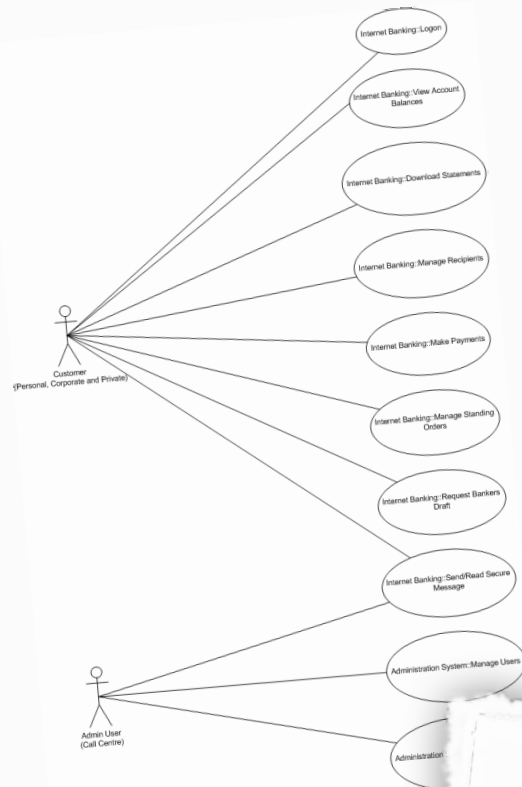 Internet Banking::Logon
Internet Banking::View Account
Balances
Internet Banking::Download Statements
Internet Banking::Manage Recipients
Customer
(Personal, Corporate and Private)
Internet Banking::Make Payments
Internet Banking::Manage Standing
Orders
Internet Banking::Request Bankers
Draft
Internet Banking::Send/Read Secure
Message
Administration System::Manage Users
Admin User
(Call Centre)
Administration